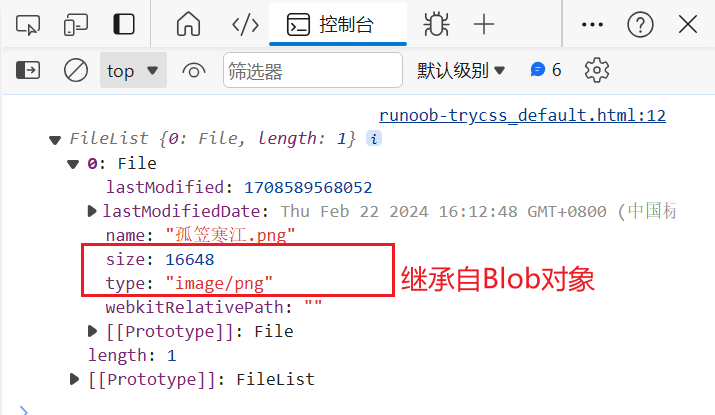 控制台
top 筛选器 默认级别 6
runoob-trycss_default.html:12
FileList {0: File, length: 1} i
0: File
lastModified: 1708589568052
lastModifiedDate: Thu Feb 22 2024 16:12:48 GMT+0800 (中国标
name: "孤笠寒江.png"
size: 16648
type: "image/png"
继承自Blob对象
webkitRelativePath: ""
[[Prototype]]: File
length: 1
[[Prototype]]: FileList